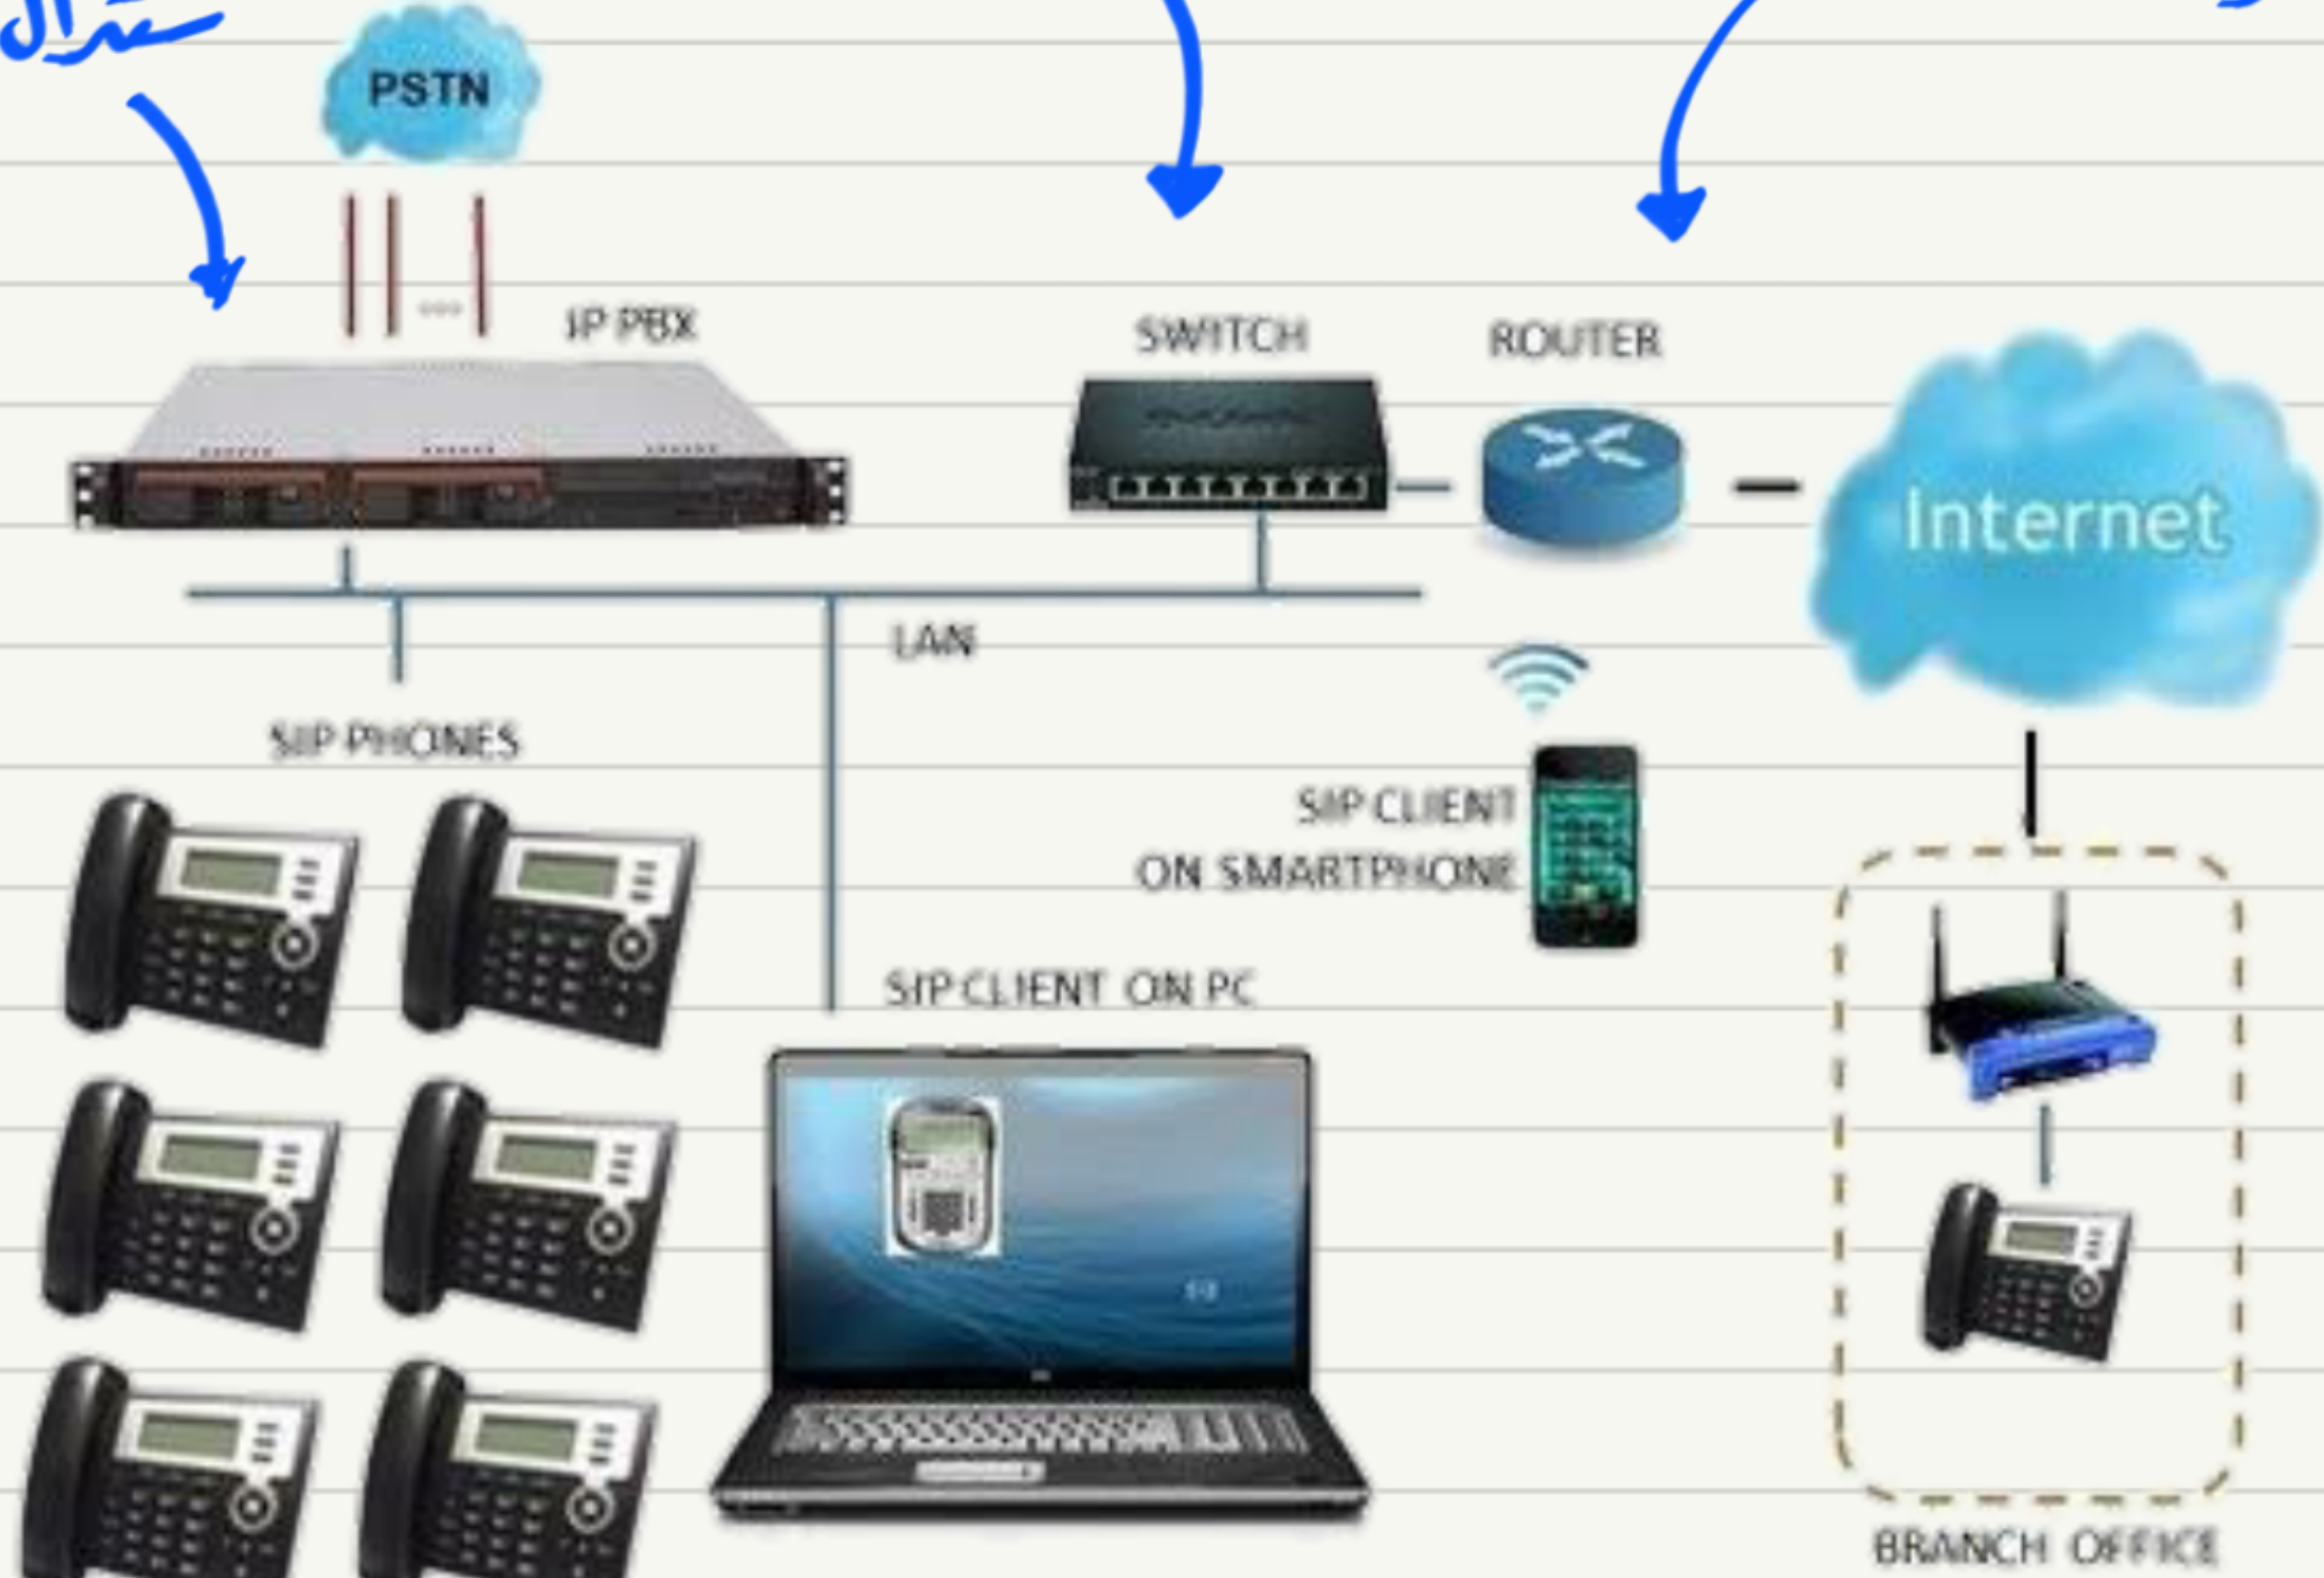 PSTN
IP PBX
SWITCH
ROUTER
Internet
LAN
SIP PHONES
SIP CLIENT
ON SMARTPHONE
SIP CLIENT ON PC
BRANCH OFFICE